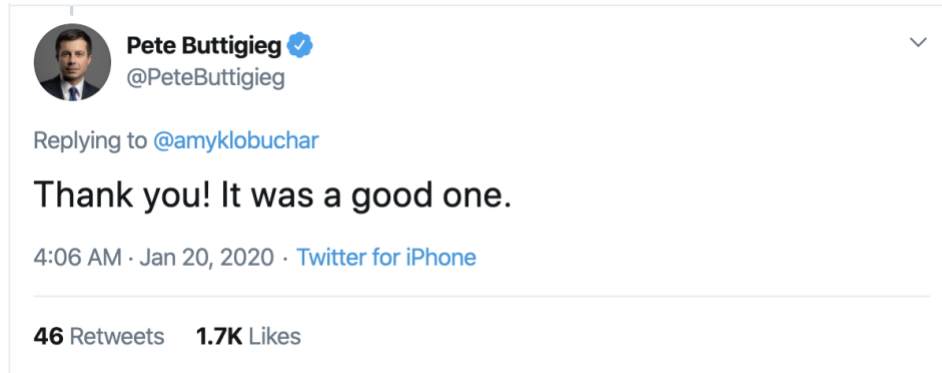 Pete Buttigieg
@PeteButtigieg
Replying to @amyklobuchar
Thank you! It was a good one.
4:06 AM · Jan 20, 2020 · Twitter for iPhone
46 Retweets 1.7K Likes